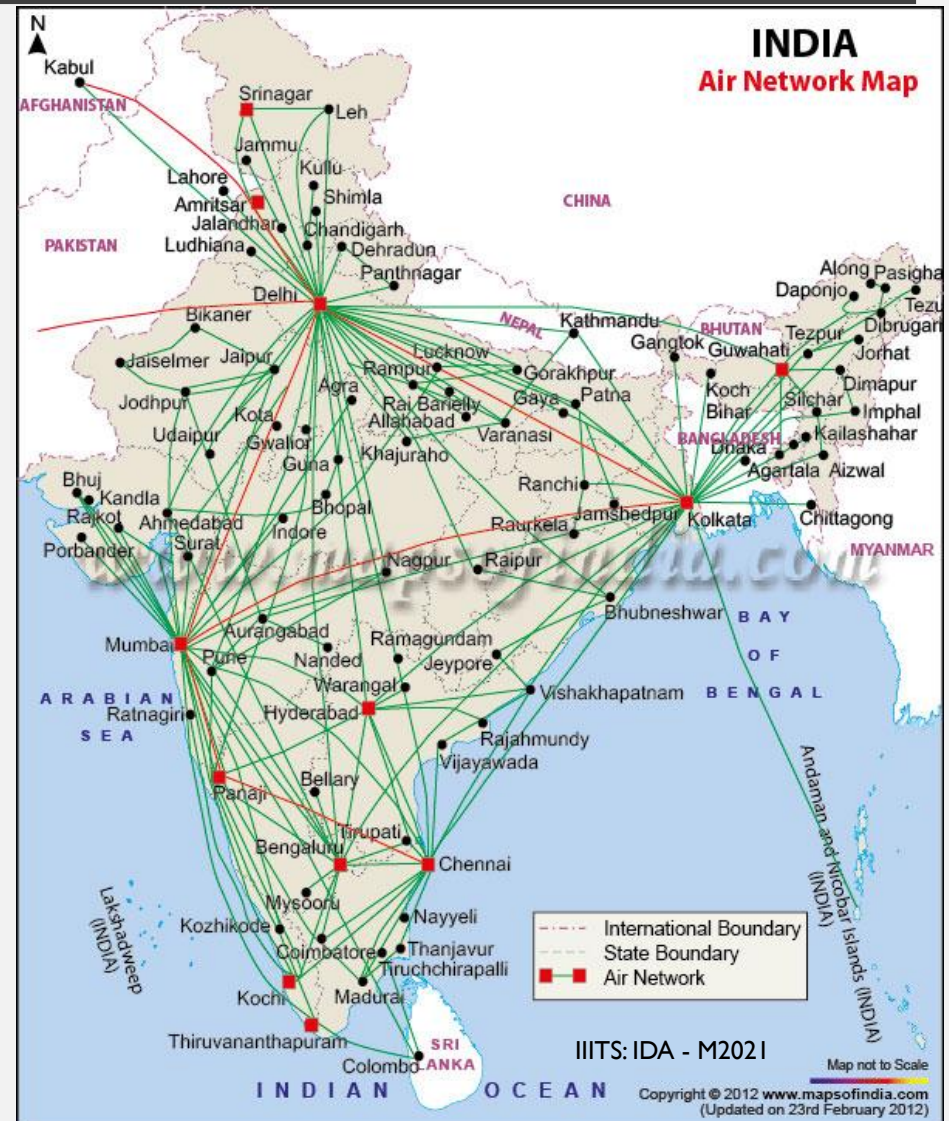 N
INDIA
Air Network Map
Kabul
AFGHANISTAN
Srinagar
Leh
Jammu
Kullu
Lahore
Shimla
Amritsar
CHINA
Jalandhar
Chandigarh
PAKISTAN
Ludhiana
Dehradun
Panthnagar
Along
Pasigha
Delhi
Daponjo
Tezu
Bikaner
NEPAL
Kathmandu
BHUTAN
Tezpur
Dibrugan
Gangtok
Guwahati
Jorhat
Jaiselmer
Jaipur
Lucknow
Rampur
Gorakhpur
Agra
Koch
Bihar
Dimapur
Jodhpur
Rai Barielly
Gaya
Patna
Silchar
Imphal
Kota
Allahabad
Udaipur
Gwalior
Varanasi
BANGLADESH
Kailashahar
Guna
Khajuraho
Dhaka
Agartala
Aizwal
Bhuj
Ranchi
Kandla
Bhopal
Jamshedpur
Kolkata
Chittagong
Rajkot
Ahmedabad
Indore
Raurkela
Porbander
Surat
MYANMAR
www.mapsofindia.com
Nagpur
Raipur
Bhubneshwar
BAY
OF
BENGAL
Mumbai
Aurangabad
Ramagundam
Pune
Nanded
Jeypore
Warangal
Vishakhapatnam
ARABIAN
SEA
Ratnagiri
Hyderabad
Rajahmundy
Vijayawada
Panaji
Bellary
Andaman and Nicobar Islands (INDIA)
(INDIA)
Tirupati
Bengaluru
Chennai
Lakshadweep
(INDIA)
Mysooru
Nayyeli
Kozhikode
Coimbatore
Thanjavur
Tiruchchirapalli
Kochi
Madurai
Thiruvananthapuram
Colombo
SRI
LANKA
International Boundary
State Boundary
Air Network
IIITS: IDA - M2021
Map not to Scale
INDIAN OCEAN
Copyright © 2012 www.mapsofindia.com
(Updated on 23rd February 2012)